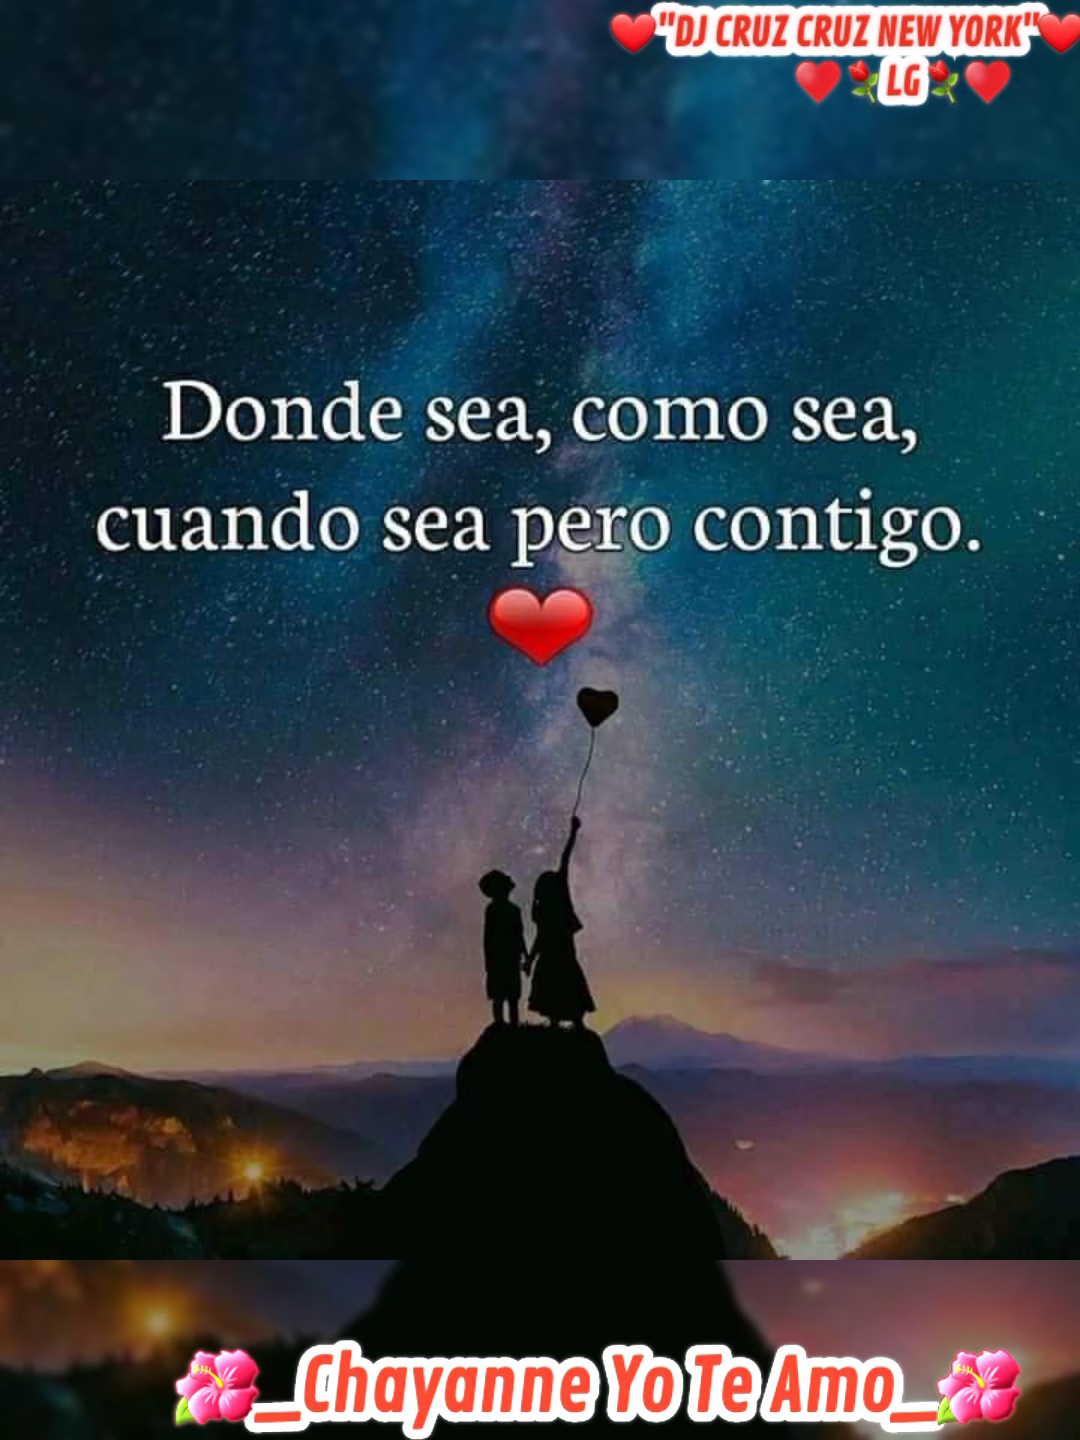 ❤️"DJ CRUZ CRUZ NEW YORK"❤️
♥️🌹LG🌹♥️
Donde sea, como sea,
cuando sea pero contigo.
❤️
🌺_Chayanne Yo Te Amo_🌺